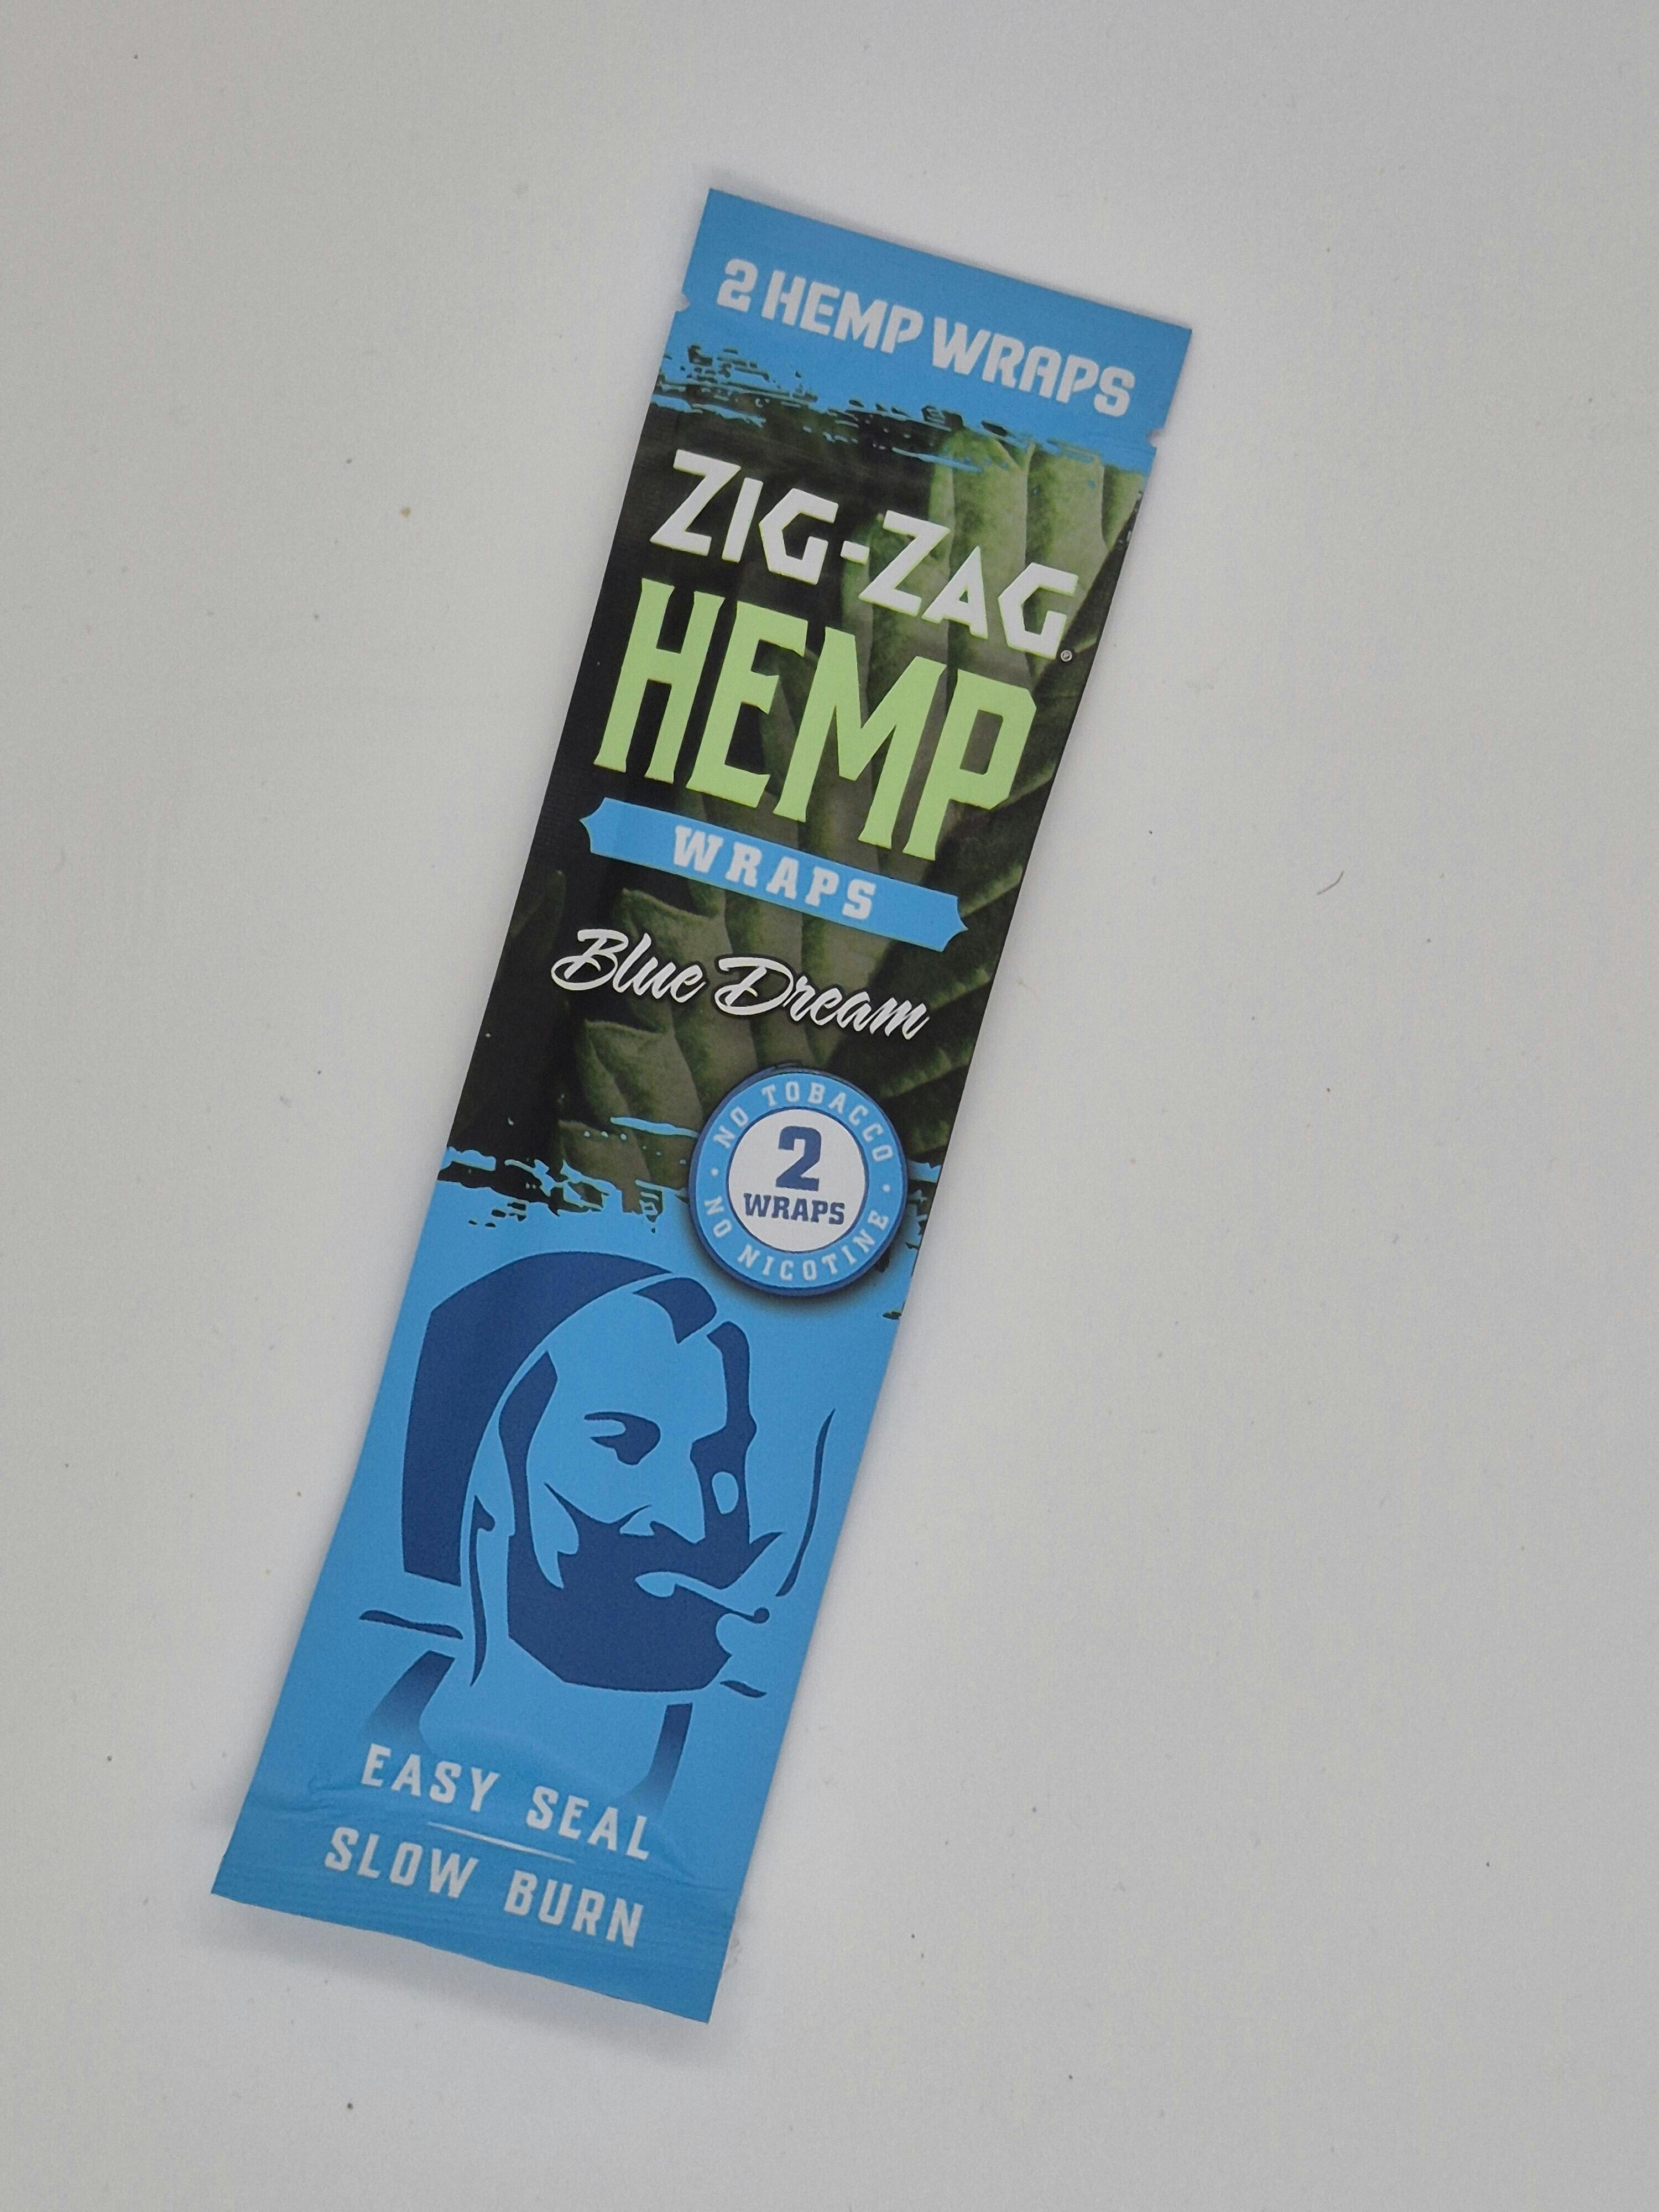 2 HEMP WRAPS
ZIG-ZAG®
HEMP
WRAPS
Blue Dream
NO TOBACCO
2
WRAPS
NO NICOTINE
EASY SEAL
SLOW BURN